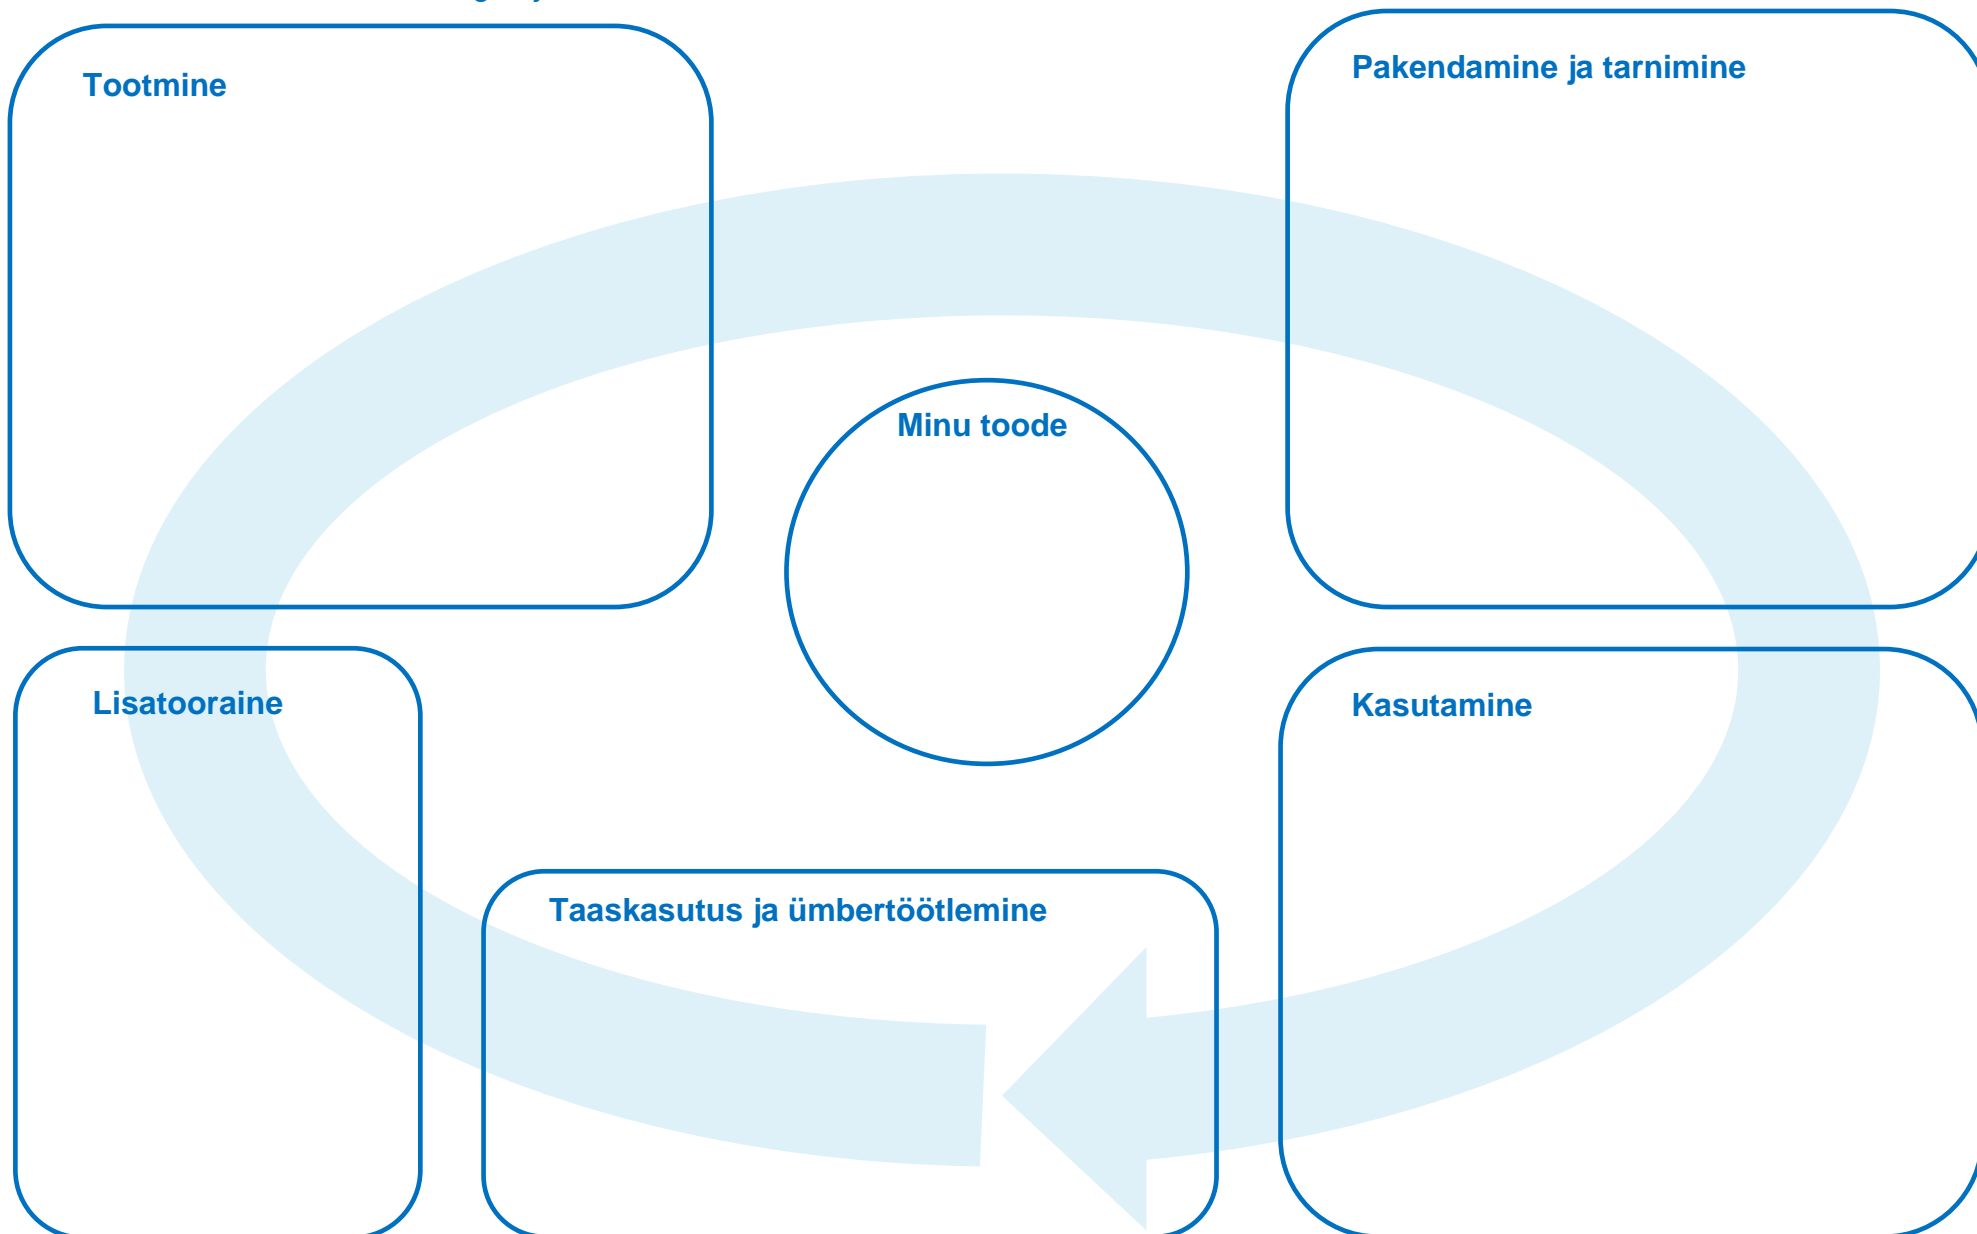 Tootmine
Pakendamine ja tarnimine
Minu toode
Lisatooraine
Kasutamine
Taaskasutus ja ümbertöötlemine